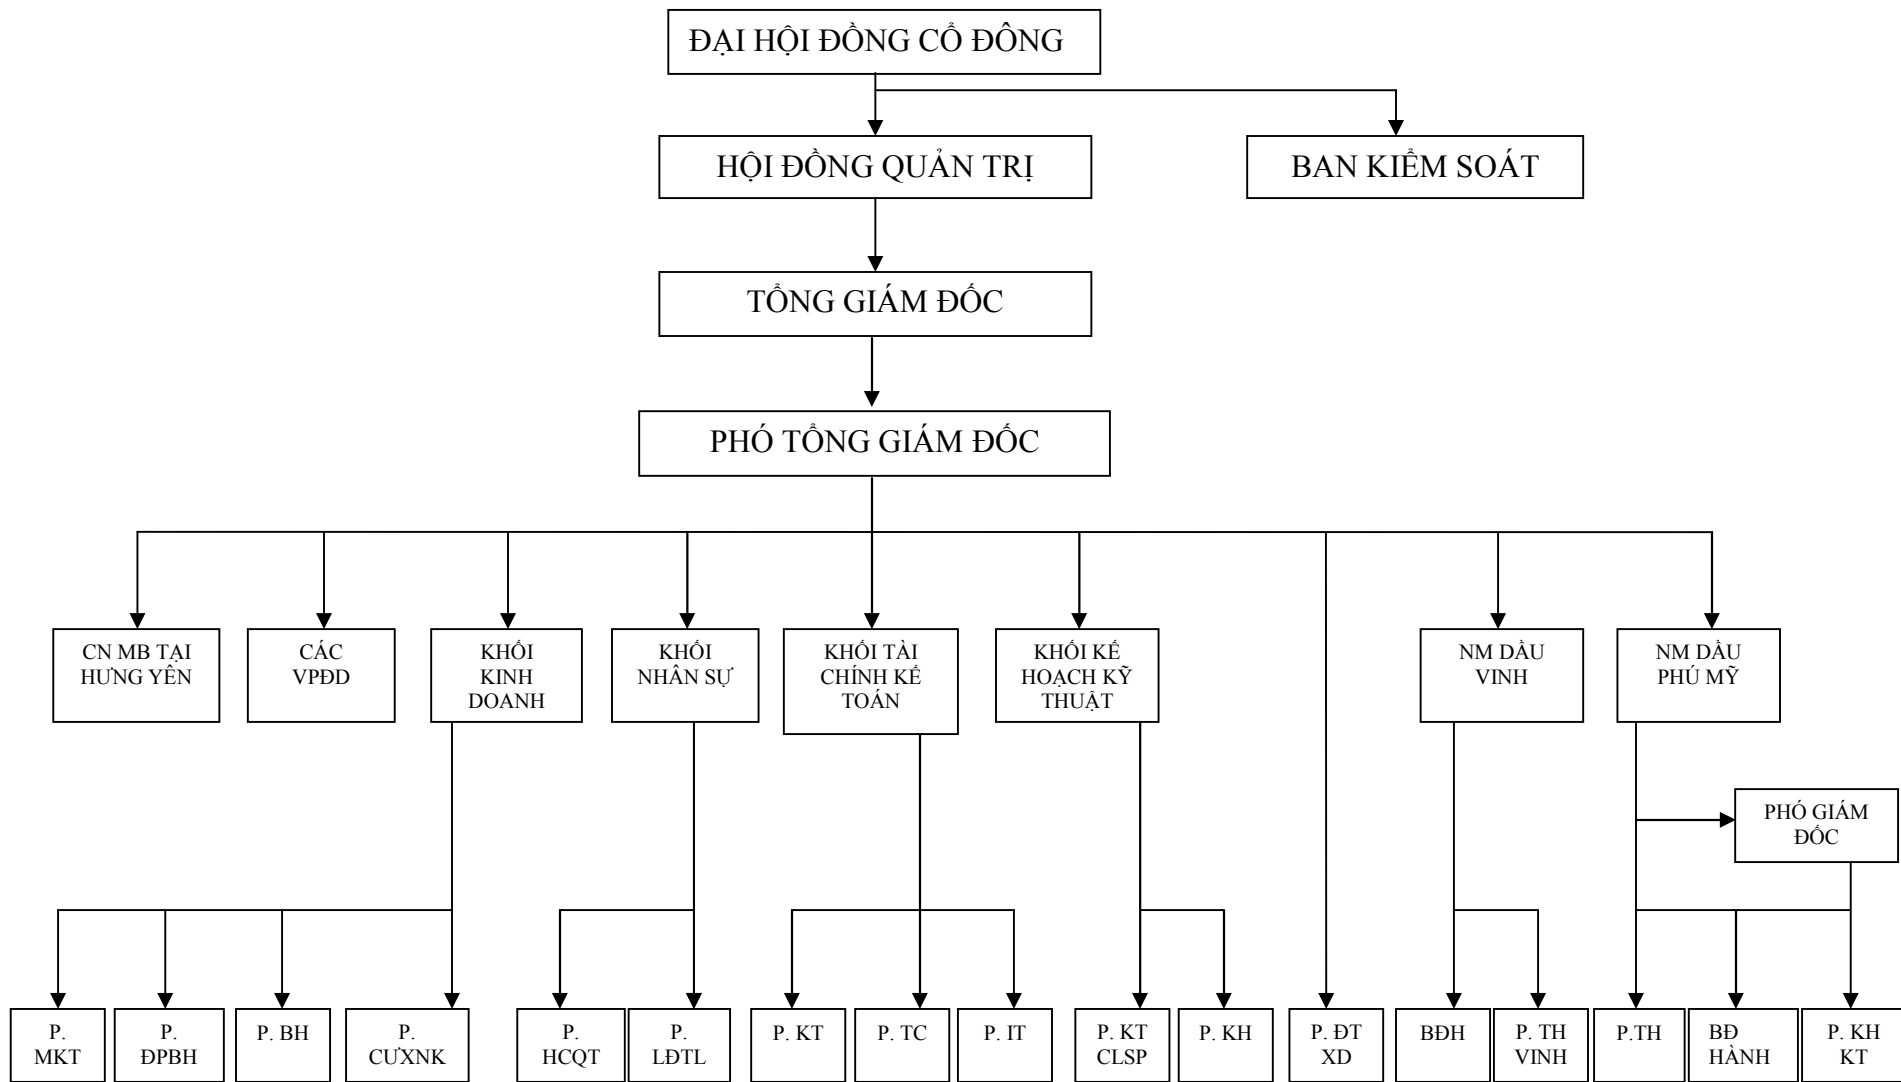 ĐẠI HỘI ĐỒNG CỔ ĐÔNG
HỘI ĐỒNG QUẢN TRỊ
BAN KIỂM SOÁT
TỔNG GIÁM ĐỐC
PHÓ TỔNG GIÁM ĐỐC
CN MB TẠI
HƯNG YÊN
CÁC
VPĐD
KHỐI
KINH
DOANH
KHỐI
NHÂN SỰ
KHỐI TÀI
CHÍNH KẾ
TOÁN
KHỐI KẾ
HOẠCH KỸ
THUẬT
NM DẦU
VINH
NM DẦU
PHÚ MỸ
PHÓ GIÁM
ĐỐC
P.
MKT
P.
ĐPBH
P. BH
P.
CƯXNK
P.
HCQT
P.
LĐTL
P. KT
P. TC
P. IT
P. KT
CLSP
P. KH
P. ĐT
XD
BĐH
P. TH
VINH
P.TH
BĐ
HÀNH
P. KH
KT